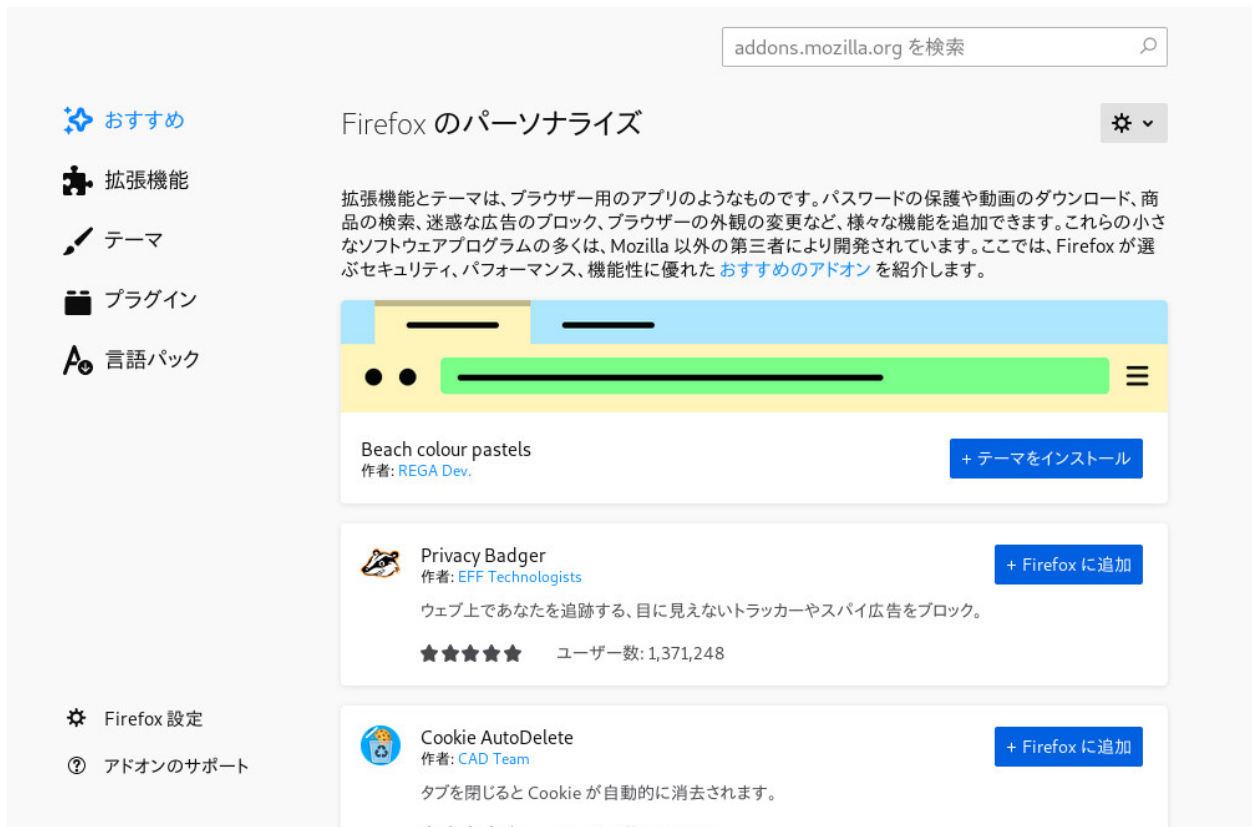 addons.mozilla.org を検索
おすすめ
拡張機能
テーマ
プラグイン
言語パック
Firefox 設定
アドオンのサポート
Firefox のパーソナライズ
拡張機能とテーマは、ブラウザー用のアプリのようなものです。パスワードの保護や動画のダウンロード、商
品の検索、迷惑な広告のブロック、ブラウザーの外観の変更など、様々な機能を追加できます。これらの小さ
なソフトウェアプログラムの多くは、Mozilla 以外の第三者により開発されています。ここでは、Firefox が選
ぶセキュリティ、パフォーマンス、機能性に優れた おすすめのアドオン を紹介します。
Beach colour pastels
作者: REGA Dev.
+ テーマをインストール
Privacy Badger
作者: EFF Technologists
+ Firefox に追加
ウェブ上であなたを追跡する、目に見えないトラッカーやスパイ広告をブロック。
ユーザー数: 1,371,248
Cookie AutoDelete
作者: CAD Team
+ Firefox に追加
タブを閉じると Cookie が自動的に消去されます。